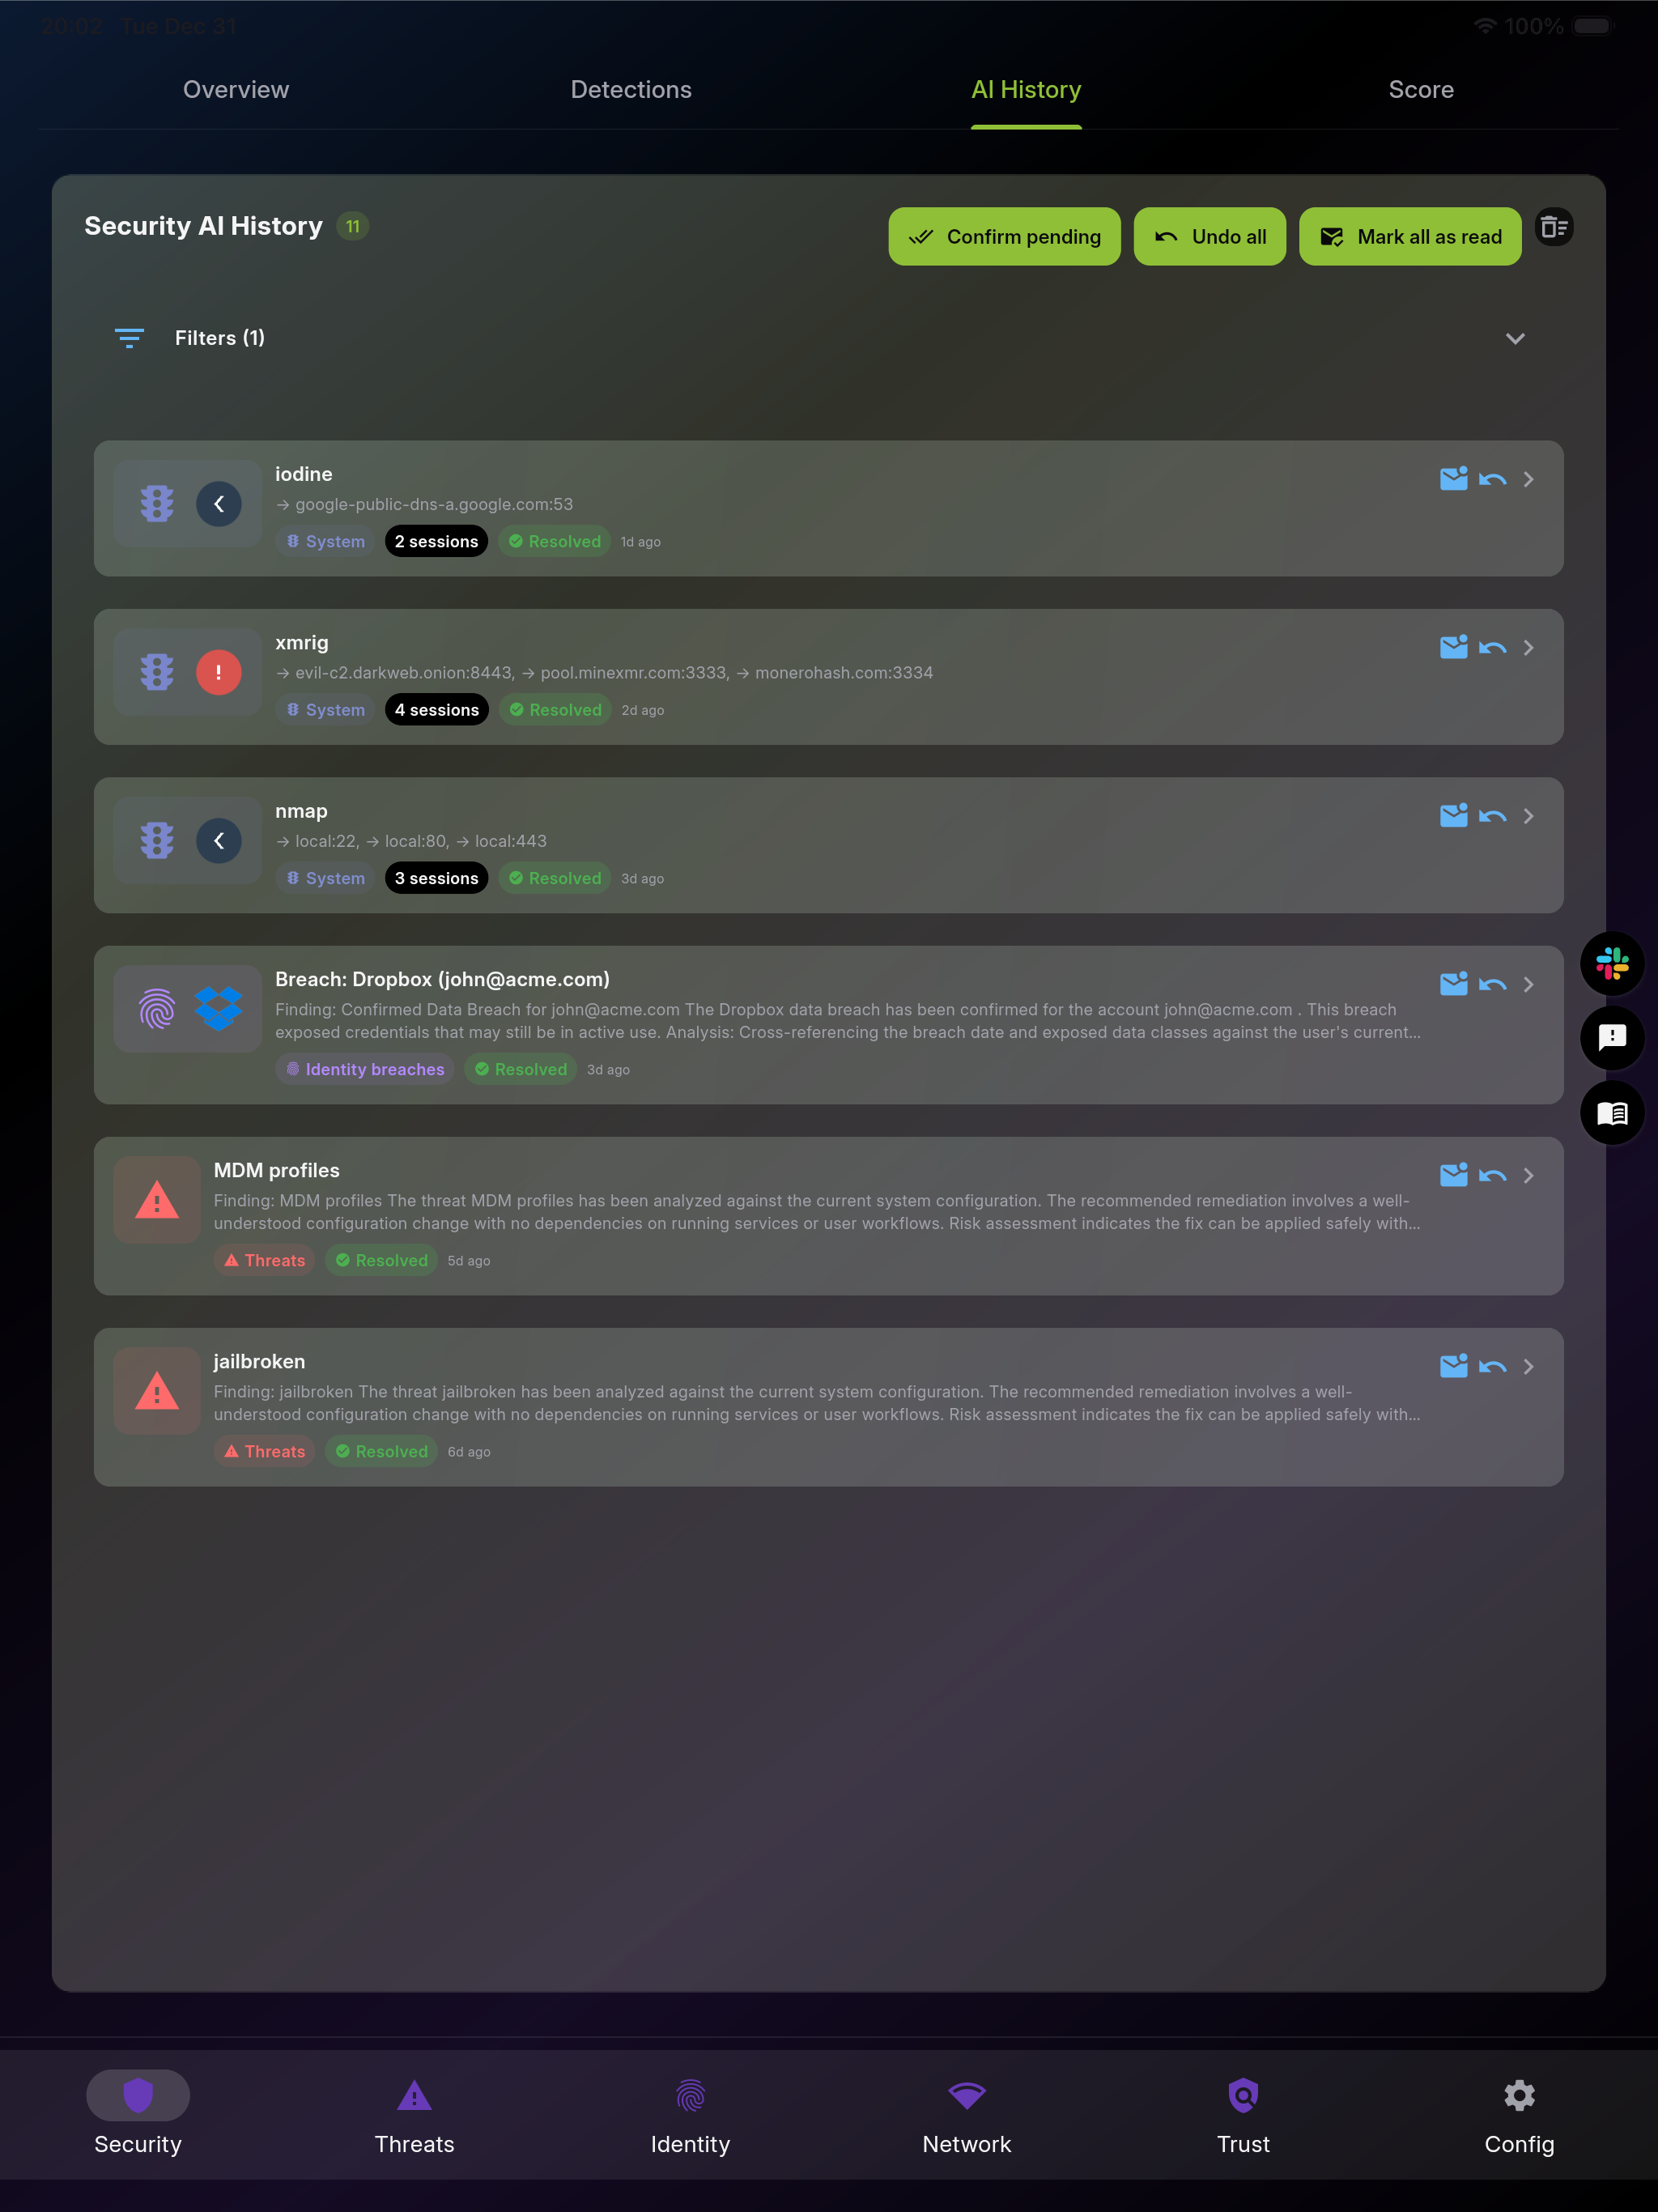 20:02 Tue Dec 31 100%
Overview Detections AI History Score
Security AI History 11 Confirm pending Undo all Mark all as read
Filters (1)
iodine
→ google-public-dns-a.google.com:53
System 2 sessions Resolved 1d ago
xmrig
→ evil-c2.darkweb.onion:8443, → pool.minexmr.com:3333, → monerohash.com:3334
System 4 sessions Resolved 2d ago
nmap
→ local:22, → local:80, → local:443
System 3 sessions Resolved 3d ago
Breach: Dropbox (john@acme.com)
Finding: Confirmed Data Breach for john@acme.com The Dropbox data breach has been confirmed for the account john@acme.com . This breach
exposed credentials that may still be in active use. Analysis: Cross-referencing the breach date and exposed data classes against the user's current...
Identity breaches Resolved 3d ago
MDM profiles
Finding: MDM profiles The threat MDM profiles has been analyzed against the current system configuration. The recommended remediation involves a well-
understood configuration change with no dependencies on running services or user workflows. Risk assessment indicates the fix can be applied safely with...
Threats Resolved 5d ago
jailbroken
Finding: jailbroken The threat jailbroken has been analyzed against the current system configuration. The recommended remediation involves a well-
understood configuration change with no dependencies on running services or user workflows. Risk assessment indicates the fix can be applied safely with...
Threats Resolved 6d ago
Security Threats Identity Network Trust Config